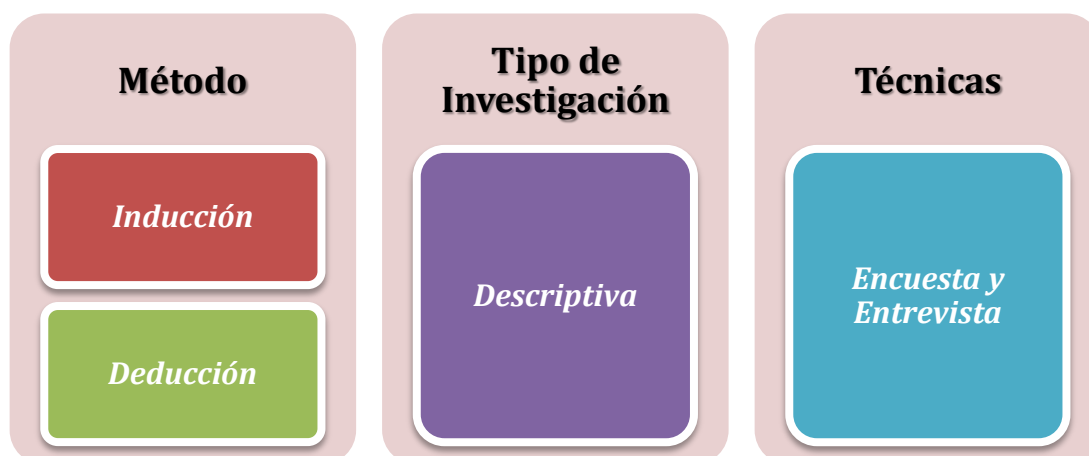 Método
Inducción
Deducción
Tipo de
Investigación
Descriptiva
Técnicas
Encuesta y
Entrevista